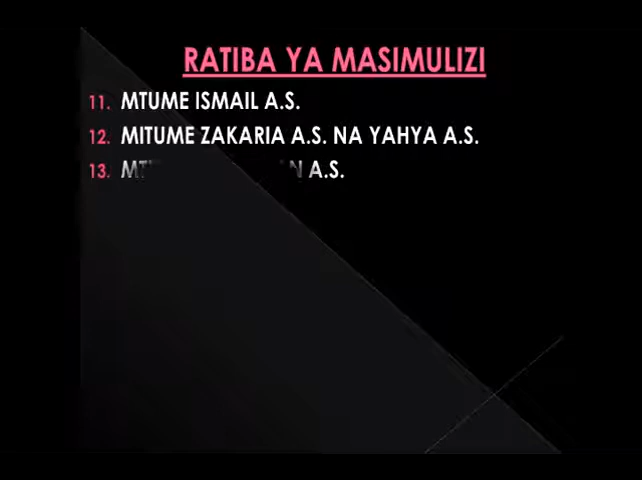 RATIBA YA MASIMULIZI
11. MTUME ISMAIL A.S.
12. MITUME ZAKARIA A.S. NA YAHYA A.S.
13. A.S.